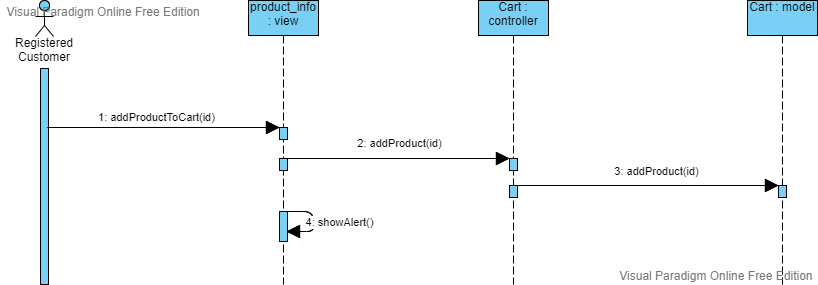 Visual Paradigm Online Free Edition
product_info
: view
Cart :
controller
Cart : model
Registered
Customer
1: addProductToCart(id)
2: addProduct(id)
3: addProduct(id)
4: showAlert()
Visual Paradigm Online Free Edition